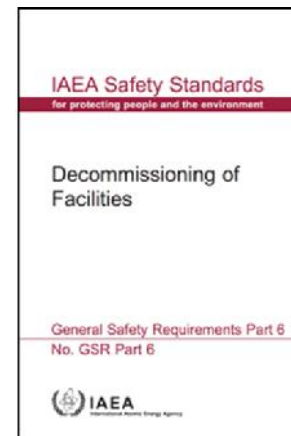 IAEA Safety Standards
for protecting people and the environment
Decommissioning of
Facilities
General Safety Requirements Part 6
No. GSR Part 6
IAEA
International Atomic Energy Agency